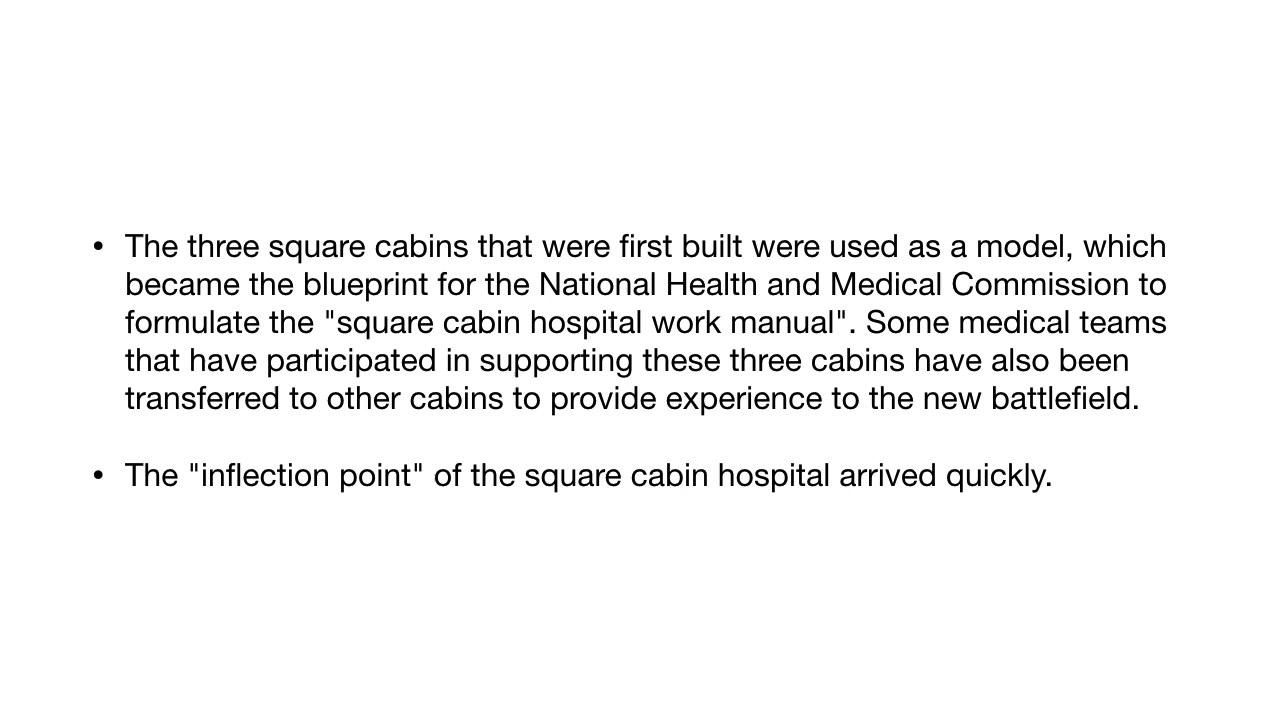 • The three square cabins that were first built were used as a model, which
became the blueprint for the National Health and Medical Commission to
formulate the "square cabin hospital work manual". Some medical teams
that have participated in supporting these three cabins have also been
transferred to other cabins to provide experience to the new battlefield.
• The "inflection point" of the square cabin hospital arrived quickly.